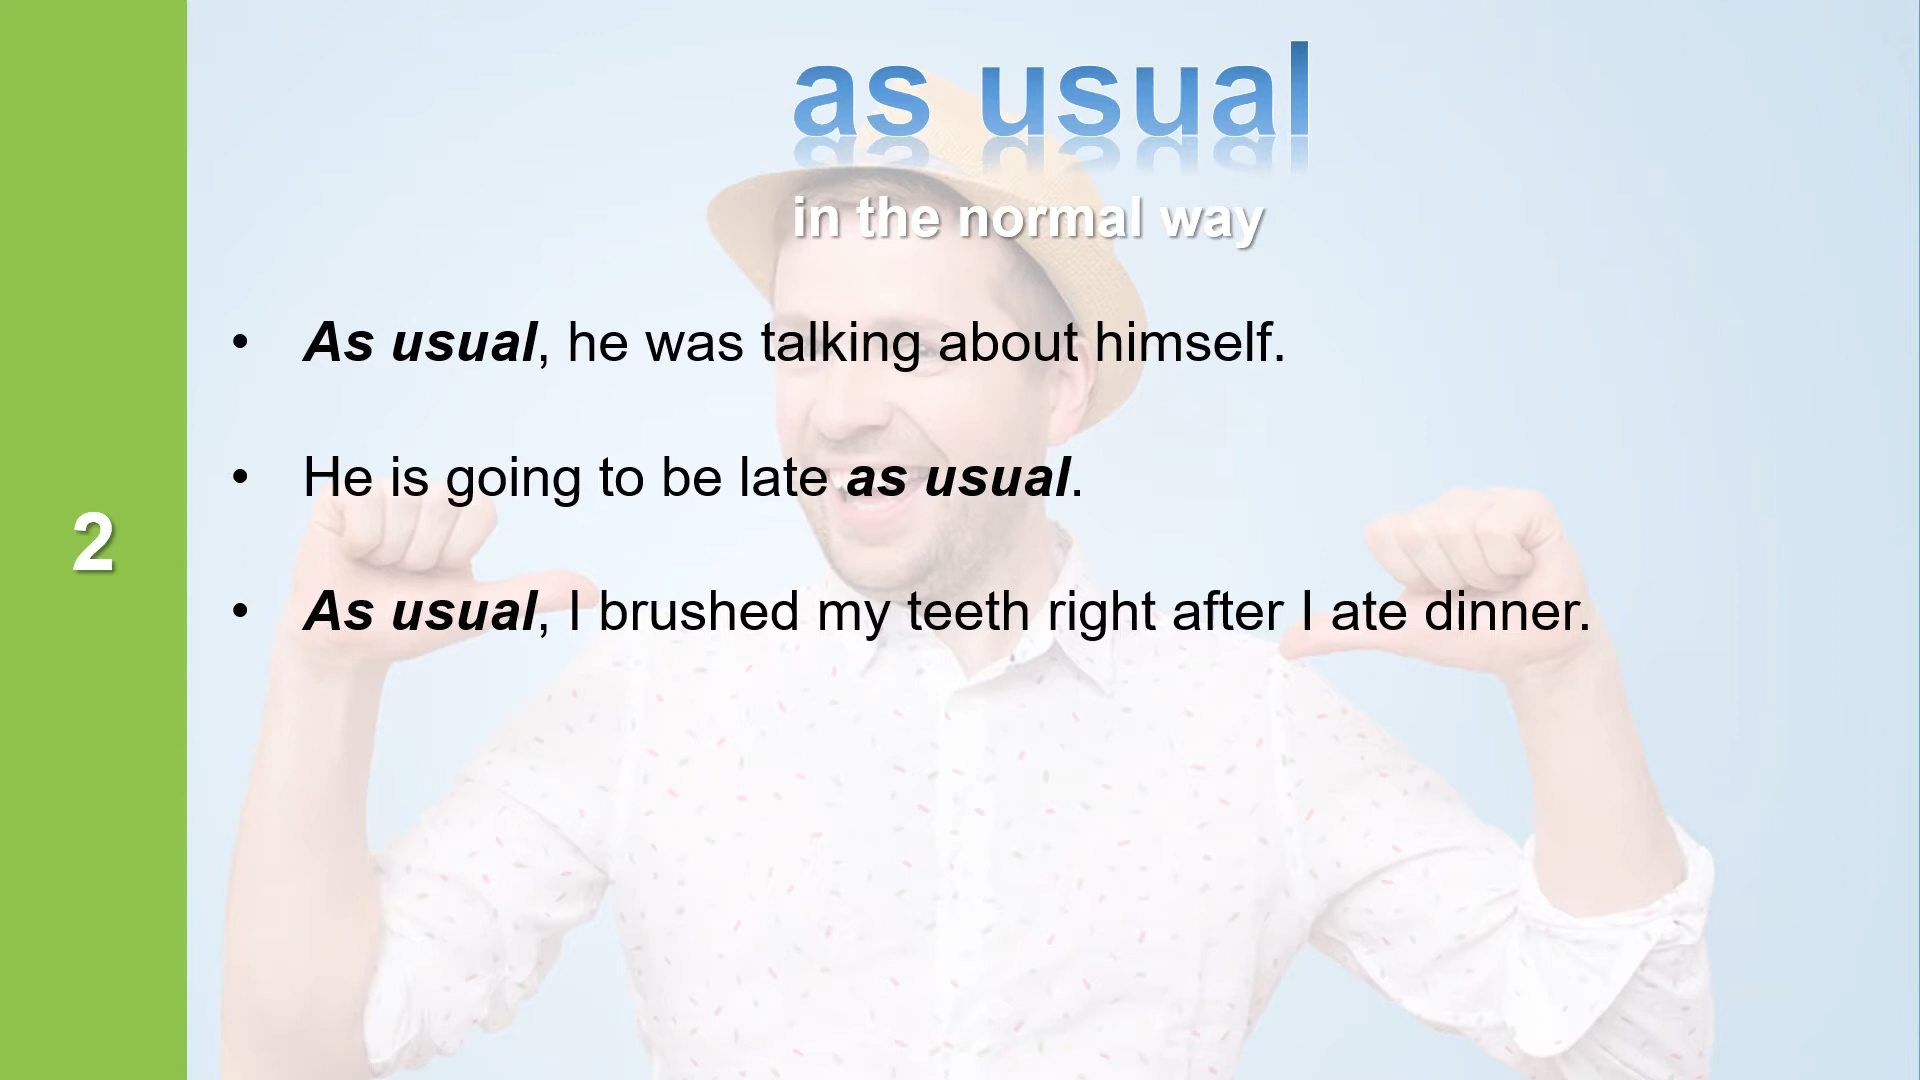 as usual
in the normal way
• As usual, he was talking about himself.
• He is going to be late as usual.
2
• As usual, I brushed my teeth right after I ate dinner.